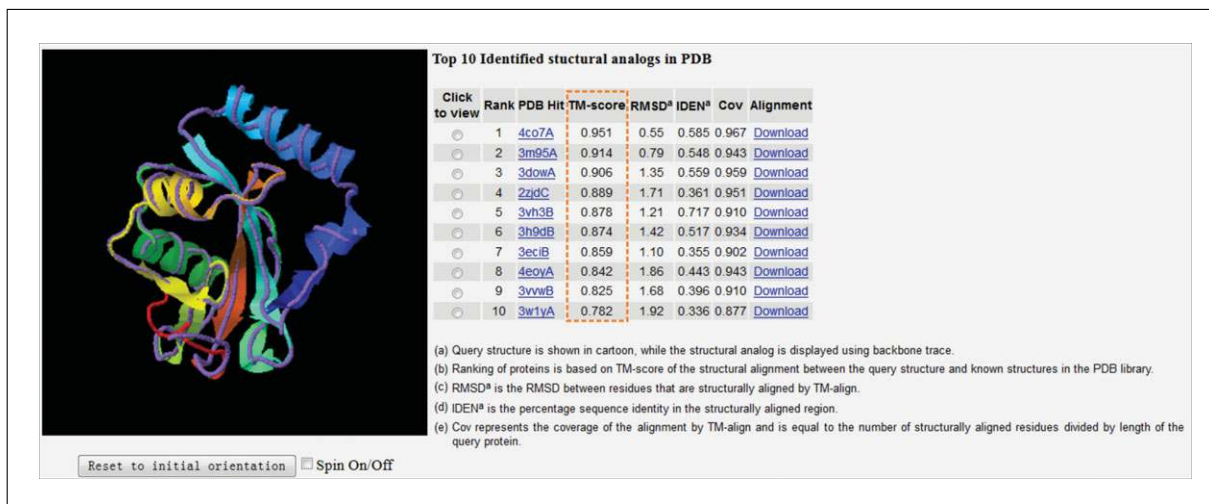 Top 10 Identified stuctural analogs in PDB
Click to view Rank PDB Hit TM-score RMSDª IDENª Cov Alignment
1 4co7A 0.951 0.55 0.585 0.967 Download
2 3m95A 0.914 0.79 0.548 0.943 Download
3 3dowA 0.906 1.35 0.559 0.959 Download
4 2zjdC 0.889 1.71 0.361 0.951 Download
5 3vh3B 0.878 1.21 0.717 0.910 Download
6 3h9dB 0.874 1.42 0.517 0.934 Download
7 3eciB 0.859 1.10 0.355 0.902 Download
8 4eoyA 0.842 1.86 0.443 0.943 Download
9 3vvwB 0.825 1.68 0.396 0.910 Download
10 3w1yA 0.782 1.92 0.336 0.877 Download
(a) Query structure is shown in cartoon, while the structural analog is displayed using backbone trace.
(b) Ranking of proteins is based on TM-score of the structural alignment between the query structure and known structures in the PDB library.
(c) RMSDª is the RMSD between residues that are structurally aligned by TM-align.
(d) IDENª is the percentage sequence identity in the structurally aligned region.
(e) Cov represents the coverage of the alignment by TM-align and is equal to the number of structurally aligned residues divided by length of the
query protein.
Reset to initial orientation Spin On/Off